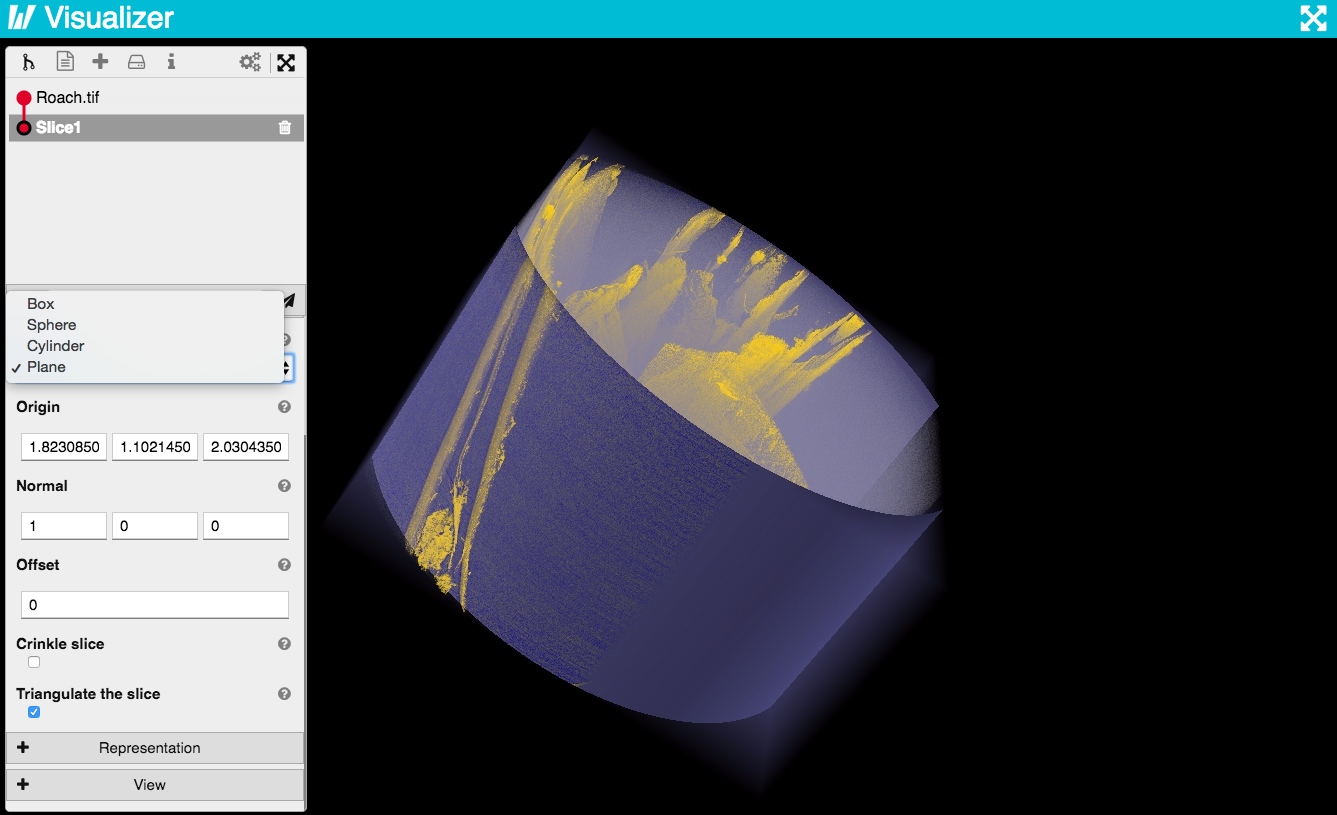 Visualizer
Roach.tif
Slice1
Box
Sphere
Cylinder
✓ Plane
Origin
1.8230850 1.1021450 2.0304350
Normal
1 0 0
Offset
0
Crinkle slice
Triangulate the slice
Representation
View